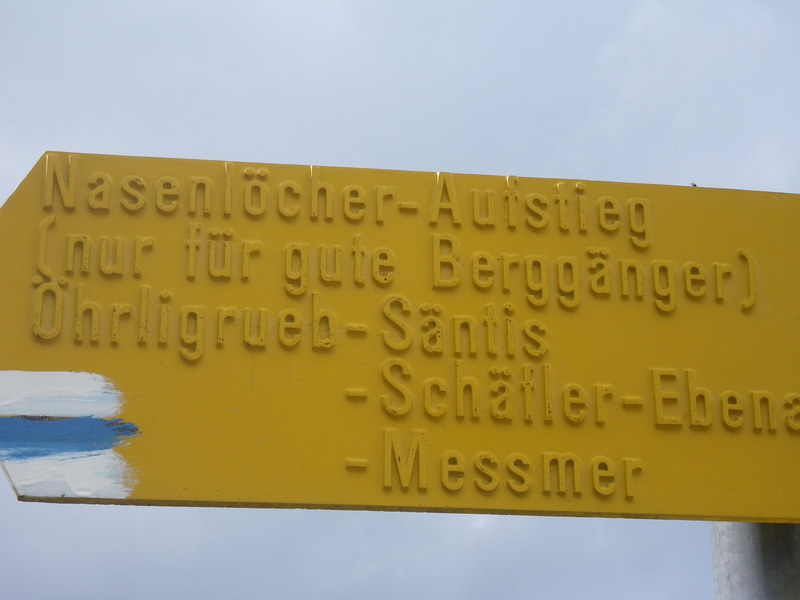 Nasenlöcher-Aufstieg
(nur für gute Berggänger)
Öhrligrueb-Säntis
-Schäfler-Ebena
-Messmer